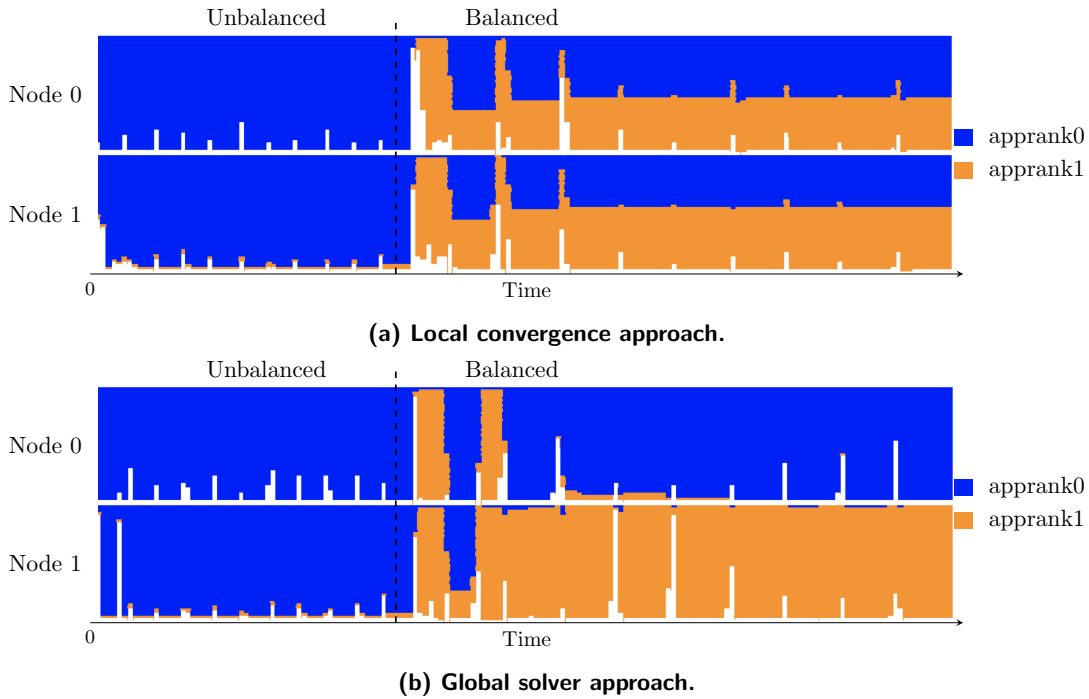 Unbalanced Balanced
Node 0
apprank0
apprank1
Node 1
0 Time
(a) Local convergence approach.
Unbalanced Balanced
Node 0
apprank0
apprank1
Node 1
0 Time
(b) Global solver approach.